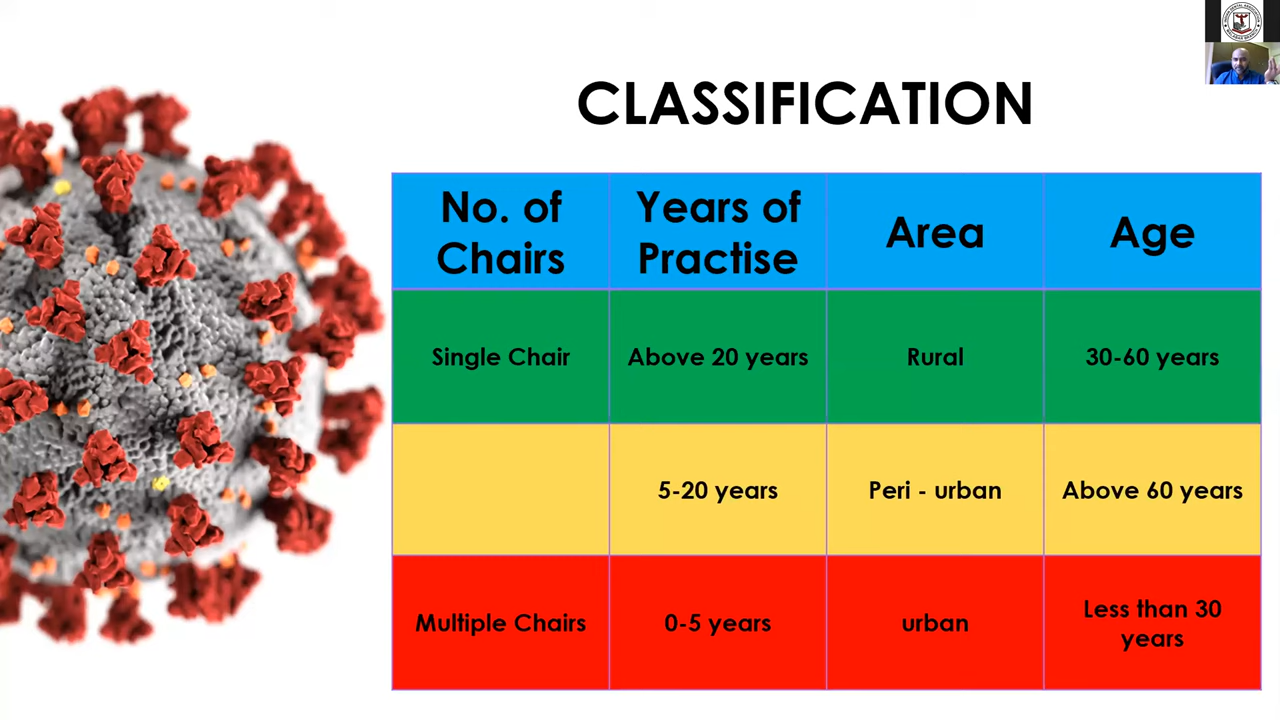 CLASSIFICATION
No. of
Chairs
Years of
Practise
Area
Age
Single Chair
Above 20 years
Rural
30-60 years
5-20 years
Peri - urban
Above 60 years
Multiple Chairs
0-5 years
urban
Less than 30
years